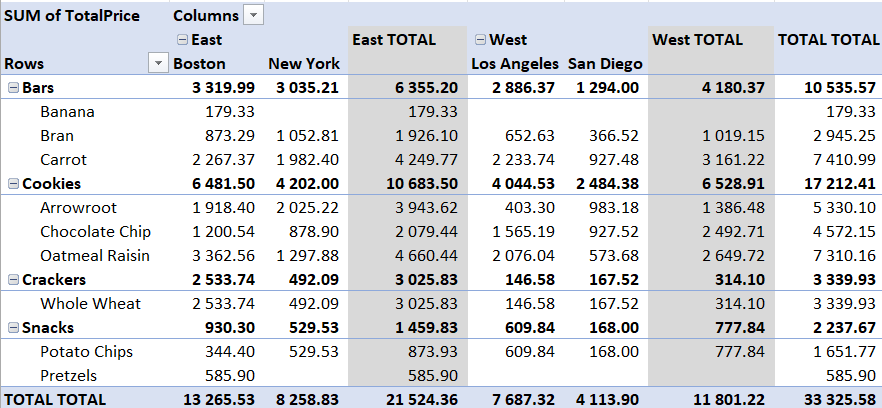 SUM of TotalPrice Columns
East East TOTAL West West TOTAL TOTAL TOTAL
Rows Boston New York Los Angeles San Diego
Bars 3 319.99 3 035.21 6 355.20 2 886.37 1 294.00 4 180.37 10 535.57
Banana 179.33 179.33 179.33
Bran 873.29 1 052.81 1 926.10 652.63 366.52 1 019.15 2 945.25
Carrot 2 267.37 1 982.40 4 249.77 2 233.74 927.48 3 161.22 7 410.99
Cookies 6 481.50 4 202.00 10 683.50 4 044.53 2 484.38 6 528.91 17 212.41
Arrowroot 1 918.40 2 025.22 3 943.62 403.30 983.18 1 386.48 5 330.10
Chocolate Chip 1 200.54 878.90 2 079.44 1 565.19 927.52 2 492.71 4 572.15
Oatmeal Raisin 3 362.56 1 297.88 4 660.44 2 076.04 573.68 2 649.72 7 310.16
Crackers 2 533.74 492.09 3 025.83 146.58 167.52 314.10 3 339.93
Whole Wheat 2 533.74 492.09 3 025.83 146.58 167.52 314.10 3 339.93
Snacks 930.30 529.53 1 459.83 609.84 168.00 777.84 2 237.67
Potato Chips 344.40 529.53 873.93 609.84 168.00 777.84 1 651.77
Pretzels 585.90 585.90 585.90
TOTAL TOTAL 13 265.53 8 258.83 21 524.36 7 687.32 4 113.90 11 801.22 33 325.58